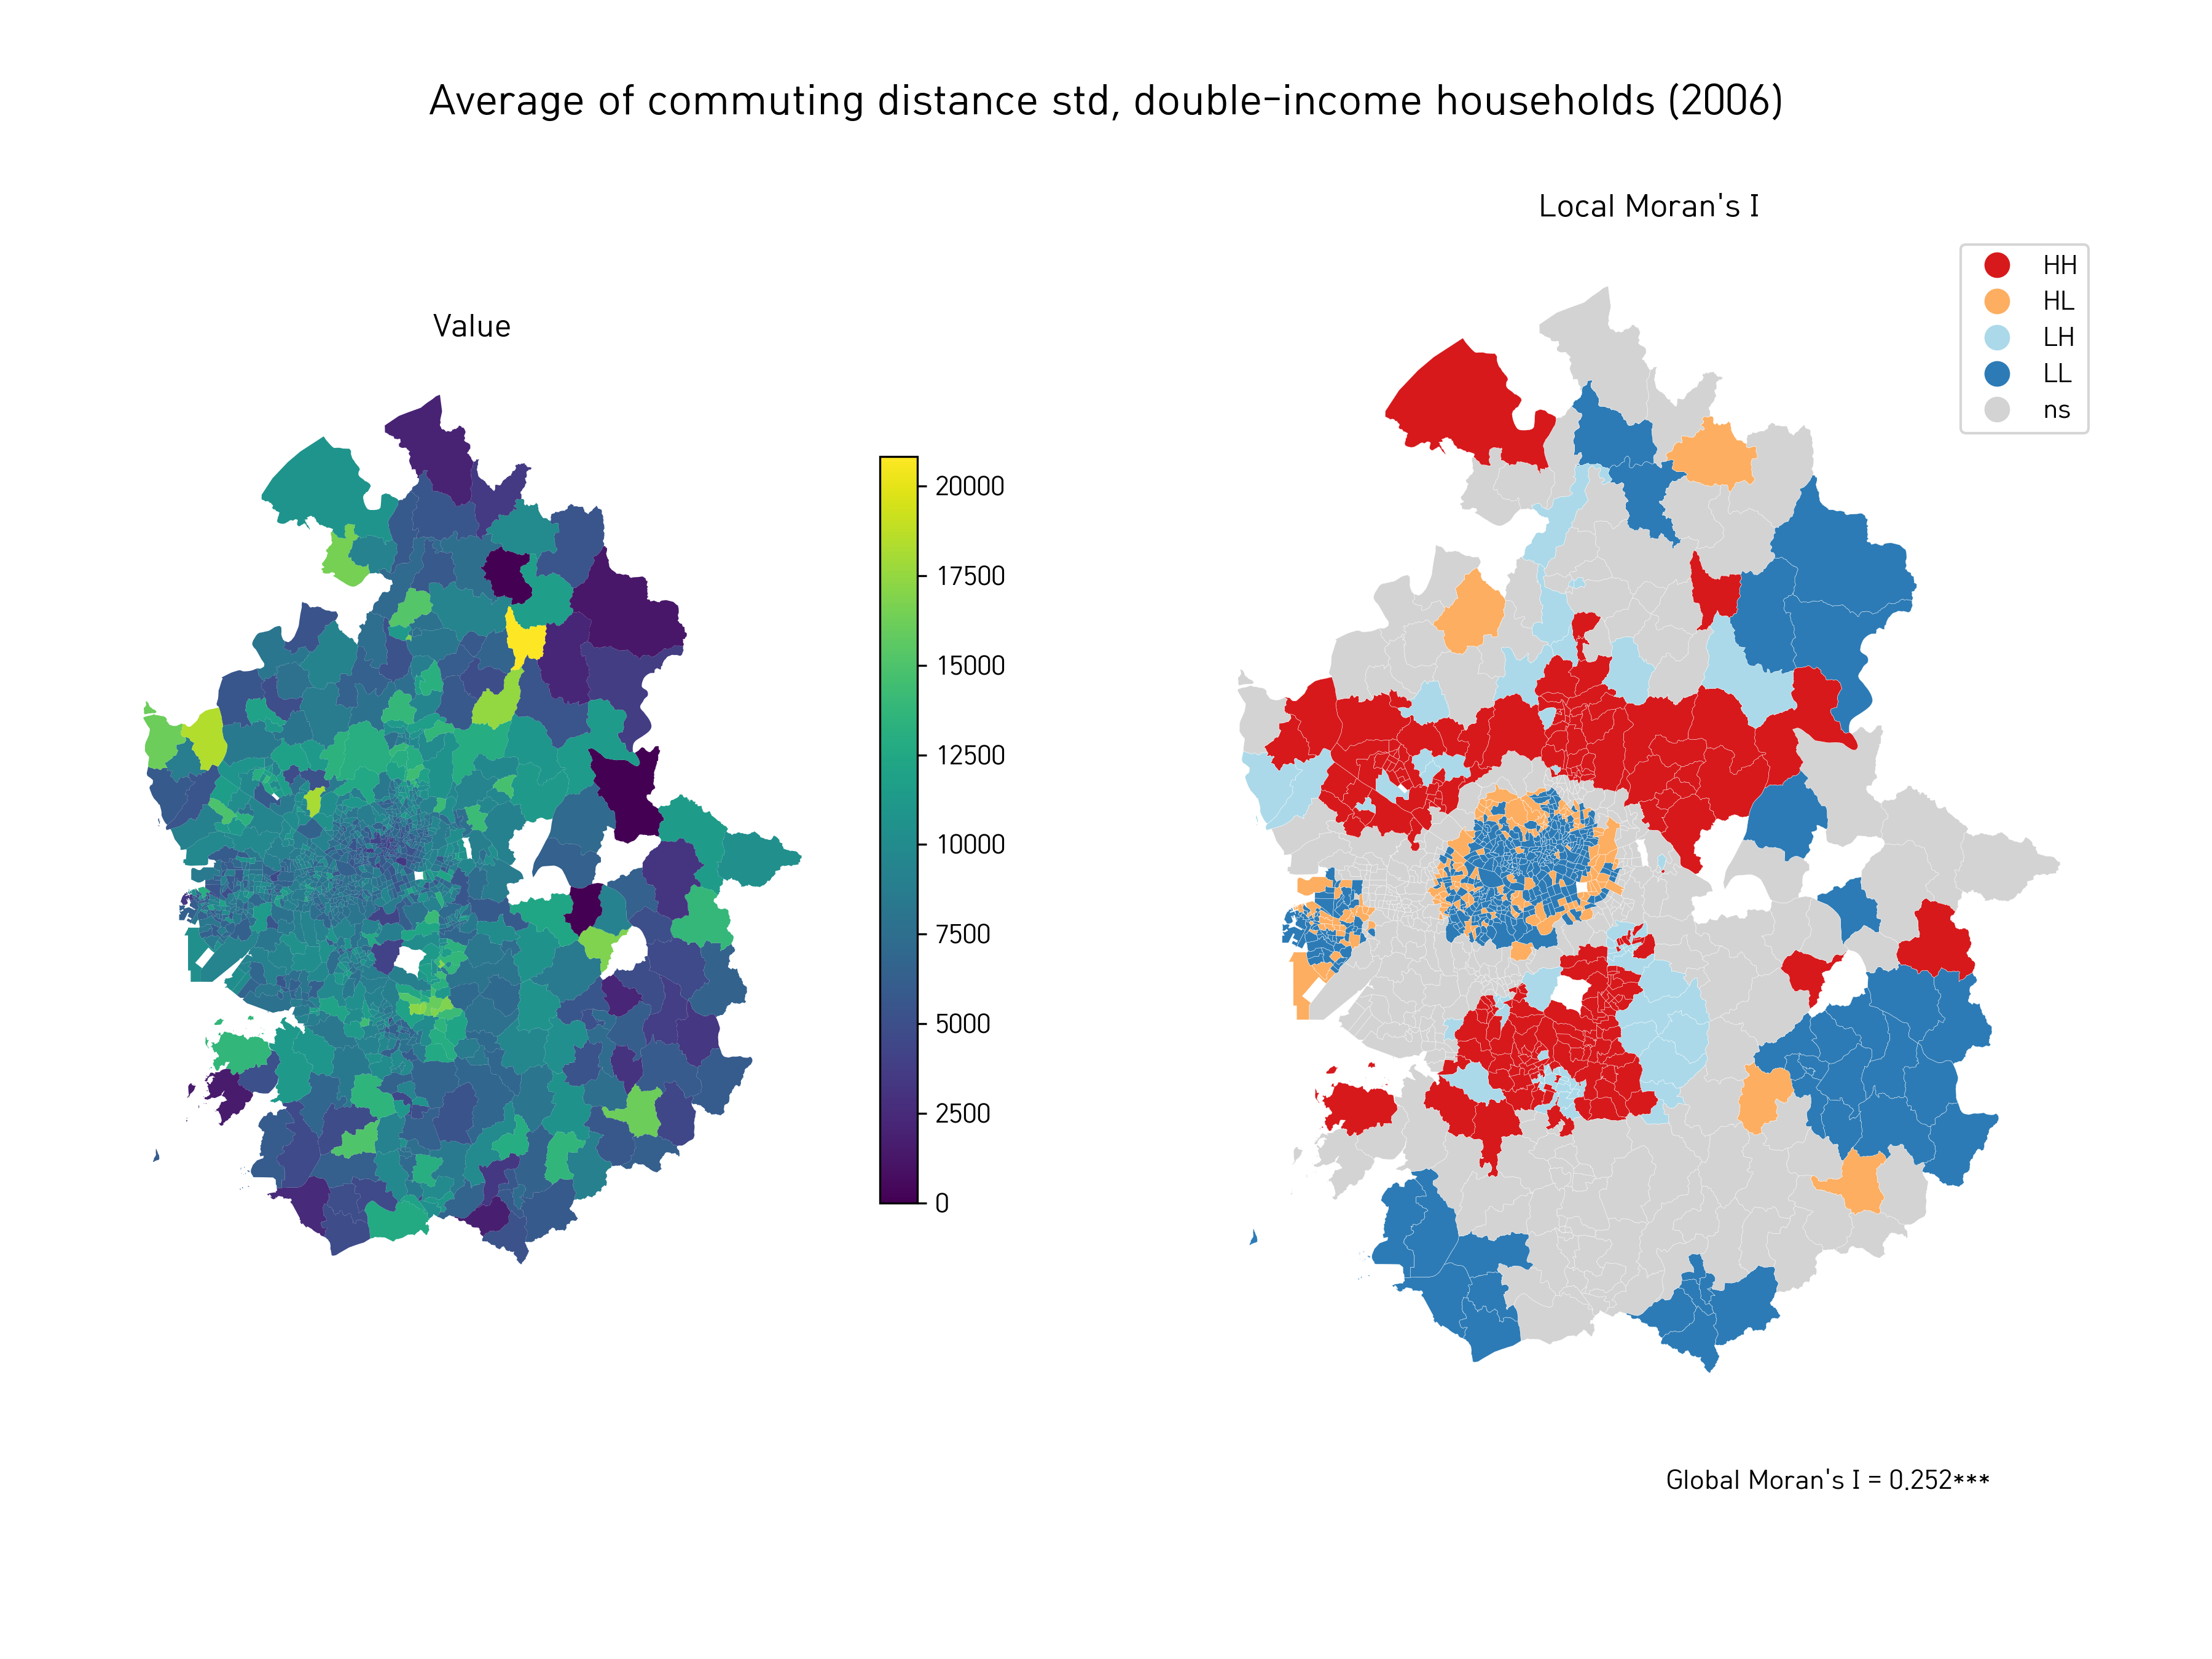 Average of commuting distance std, double-income households (2006)
Value
20000
17500
15000
12500
10000
7500
5000
2500
0
Local Moran's I
HH
HL
LH
LL
ns
Global Moran's I = 0.252***